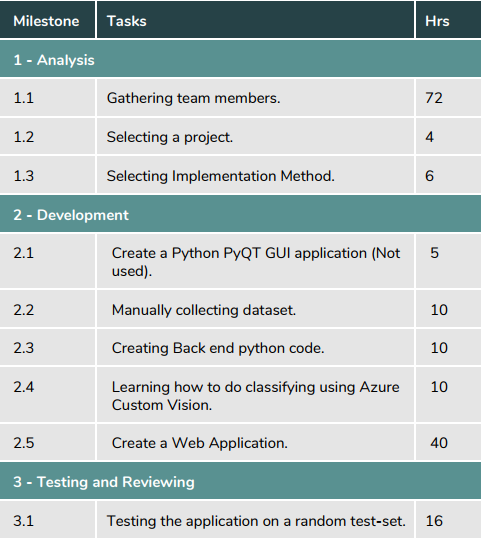 Milestone Tasks Hrs
1 - Analysis
1.1 Gathering team members. 72
1.2 Selecting a project. 4
1.3 Selecting Implementation Method. 6
2 - Development
2.1 Create a Python PyQT GUI application (Not 5
used).
2.2 Manually collecting dataset. 10
2.3 Creating Back end python code. 10
2.4 Learning how to do classifying using Azure 10
Custom Vision.
2.5 Create a Web Application. 40
3 - Testing and Reviewing
3.1 Testing the application on a random test-set. 16